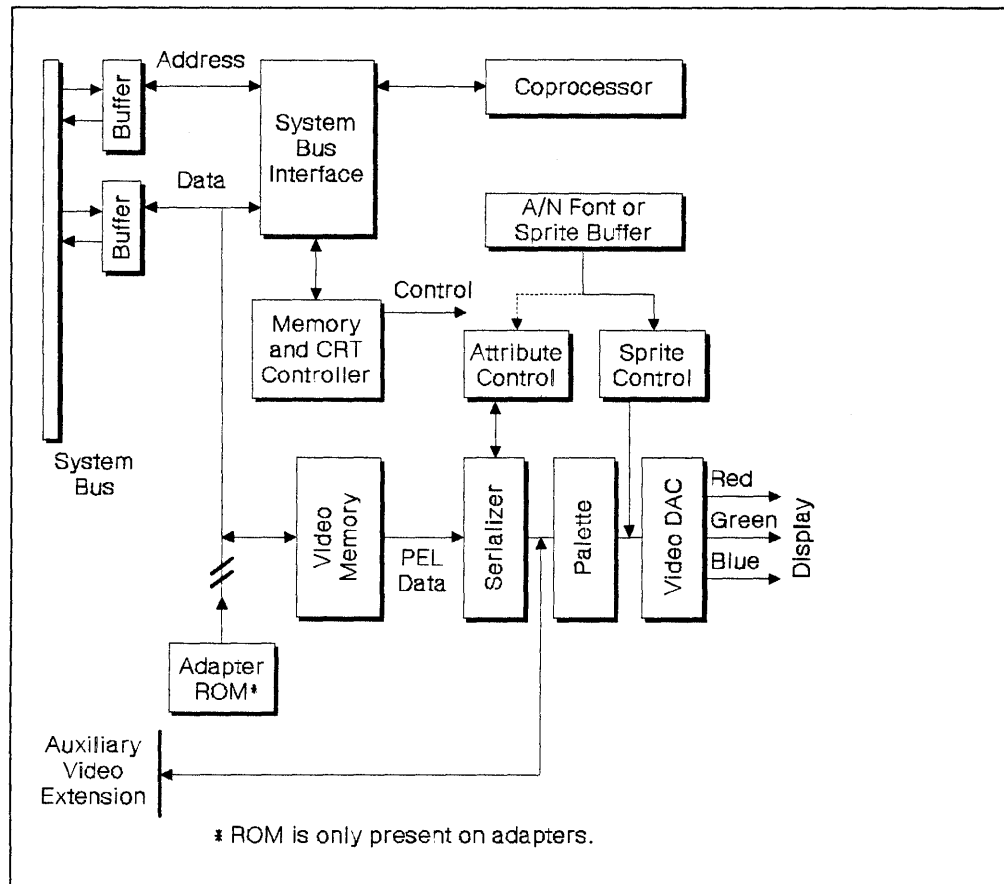 Address
Buffer
System
Bus
Interface
Coprocessor
Data
Buffer
A/N Font or
Sprite Buffer
Control
Memory
and CRT
Controller
Attribute
Control
Sprite
Control
System
Bus
Video
Memory
PEL
Data
Serializer
Palette
Video DAC
Red
Green
Blue
Display
Adapter
ROM*
Auxiliary
Video
Extension
* ROM is only present on adapters.